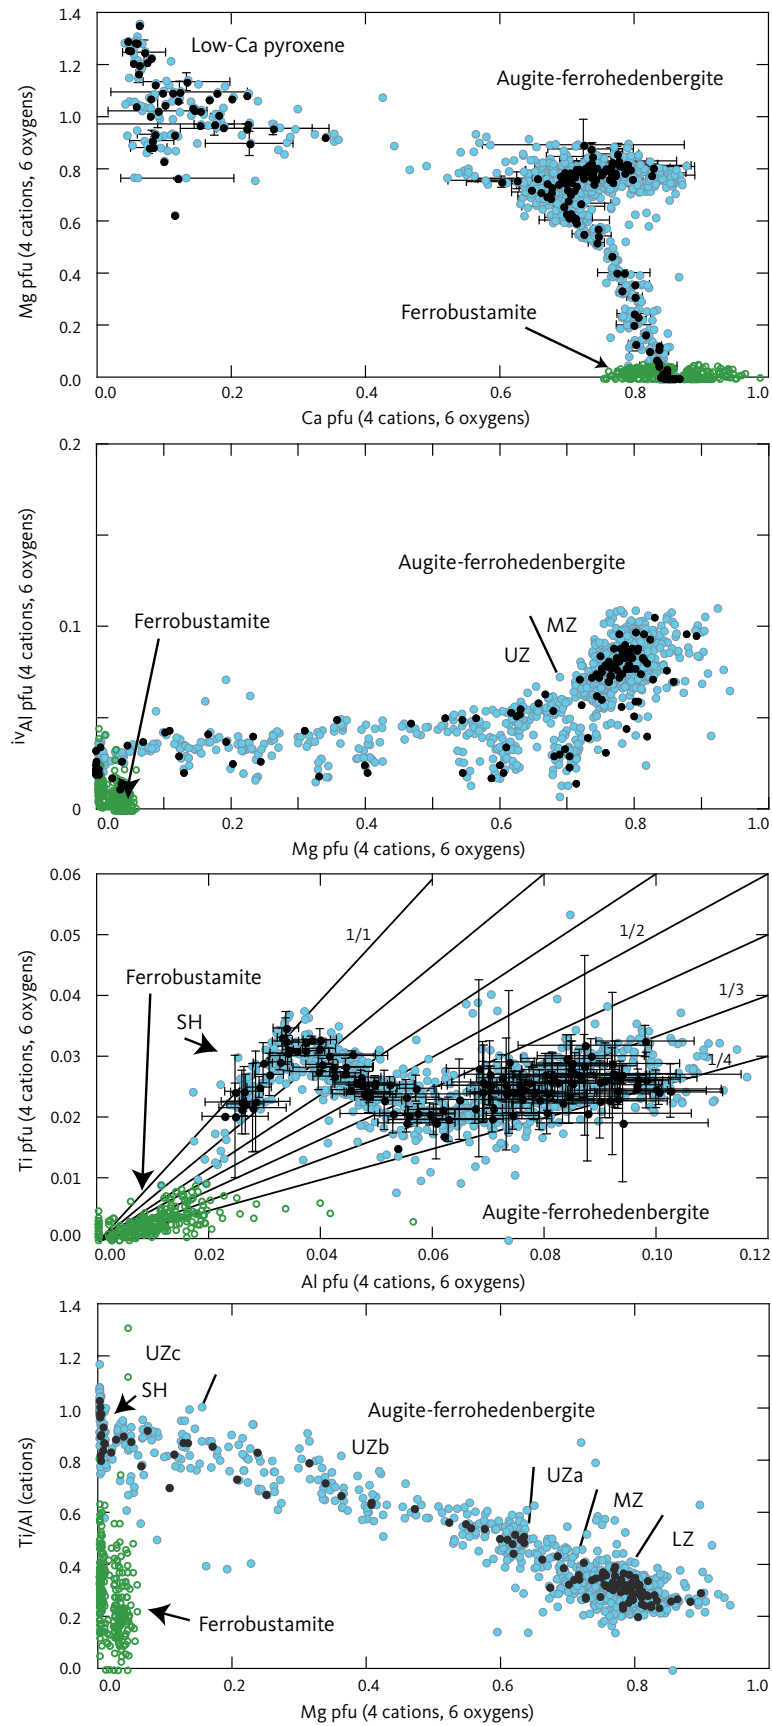 1.4
Low-Ca pyroxene
Augite-ferrohedenbergite
1.2
1.0
0.8
0.6
0.4
Ferrobustamite
0.2
0.0
Mg pfu (4 cations, 6 oxygens)
0.0 0.2 0.4 0.6 0.8 1.0
Ca pfu (4 cations, 6 oxygens)
0.2
Augite-ferrohedenbergite
Ferrobustamite
MZ
UZ
0.1
0
ivAl pfu (4 cations, 6 oxygens)
0.0 0.2 0.4 0.6 0.8 1.0
Mg pfu (4 cations, 6 oxygens)
0.06
0.05
1/1
1/2
Ferrobustamite
1/3
0.04
SH
0.03
1/4
0.02
0.01
Augite-ferrohedenbergite
0.00
Ti pfu (4 cations, 6 oxygens)
0.00 0.02 0.04 0.06 0.08 0.10 0.12
Al pfu (4 cations, 6 oxygens)
1.4
UZc
1.2
SH
Augite-ferrohedenbergite
1.0
UZb
0.8
UZa
MZ
LZ
0.6
0.4
Ferrobustamite
0.2
0.0
Ti/Al (cations)
0.0 0.2 0.4 0.6 0.8 1.0
Mg pfu (4 cations, 6 oxygens)